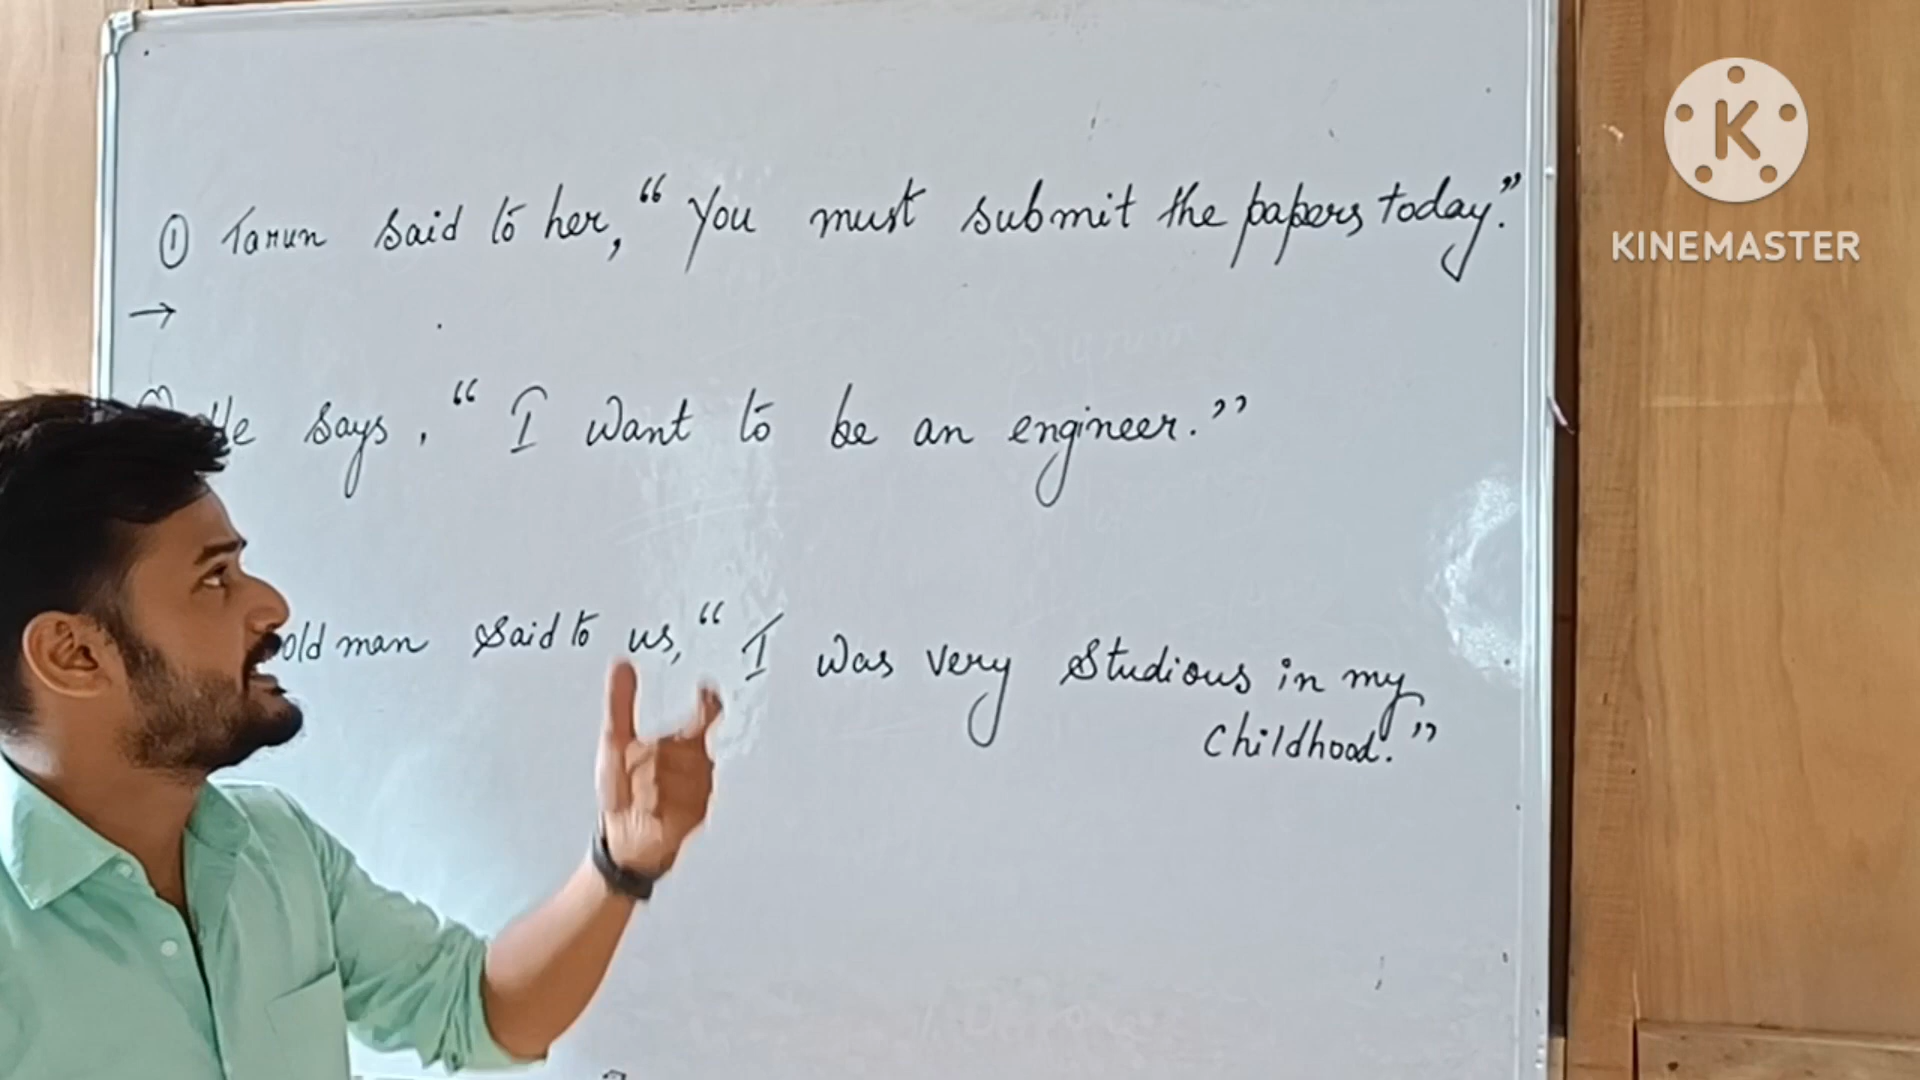 ① Tarun said to her, “You must submit the papers today.”
→
He says, “I want to be an engineer.”
old man said to us, “I was very studious in my
childhood.”
K
KINEMASTER